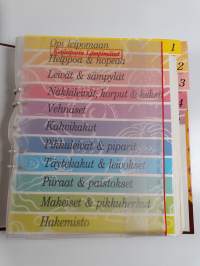 Opi leipomaan
1
Helppoa & hopeaa
2
Leivät & sämpylät
3
Näkkileivät, korput & keksit
4
Vehnäset
Kahvikakut
Pikkuleivät & piparit
Täytekakut & leivokset
Piiraat & paistokset
Makeiset & pikkuherkut
Hakemisto